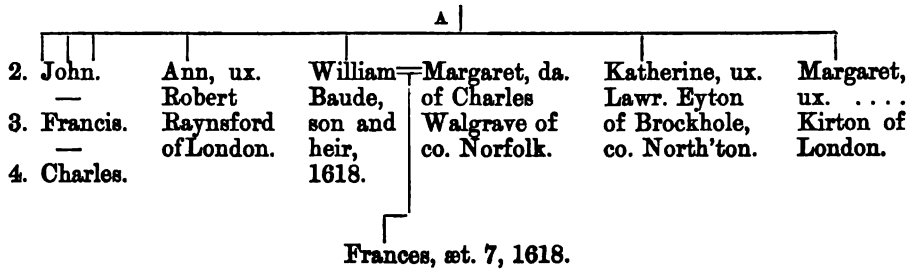 A
2. John. Ann, ux. William=Margaret, da. Katherine, ux. Margaret,
— Robert Baude, of Charles Lawr. Eyton ux. ....
3. Francis. Raynsford son and Walgrave of of Brockhole, Kirton of
— of London. heir, co. Norfolk. co. North'ton. London.
4. Charles. 1618.
Frances, æt. 7, 1618.